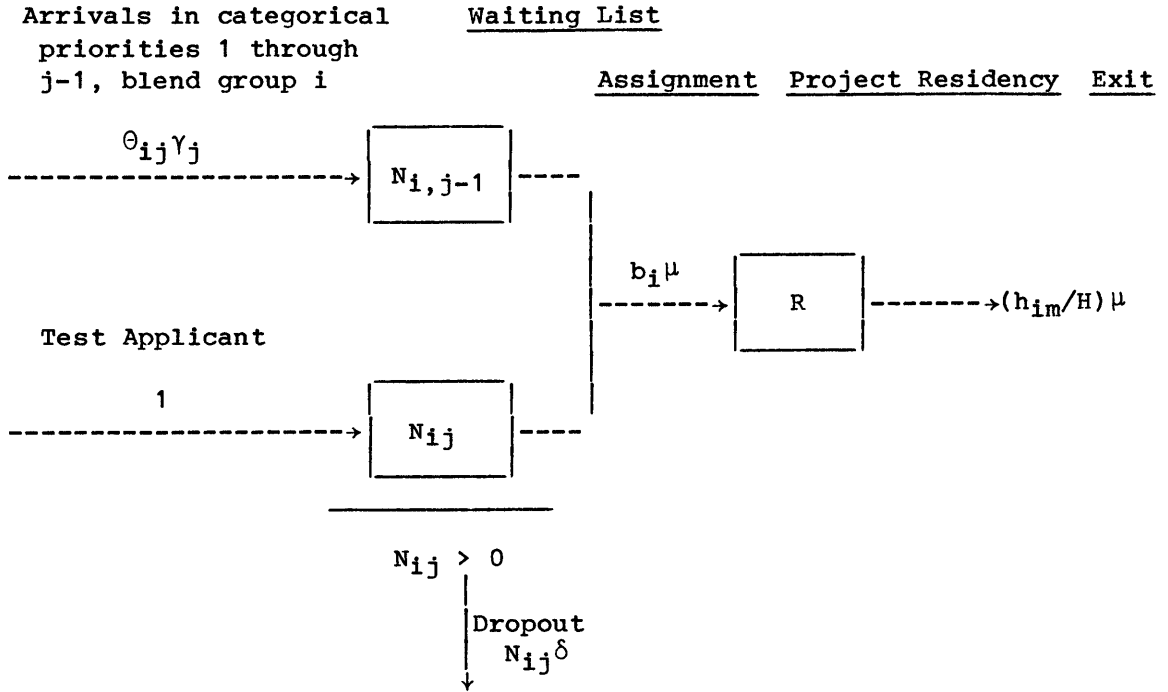 Arrivals in categorical
priorities 1 through
j-1, blend group i
Waiting List
Assignment Project Residency Exit
θijγj
Ni,j-1
biμ
R
(him/H)μ
Test Applicant
1
Nij
Nij > 0
Dropout
Nijδ